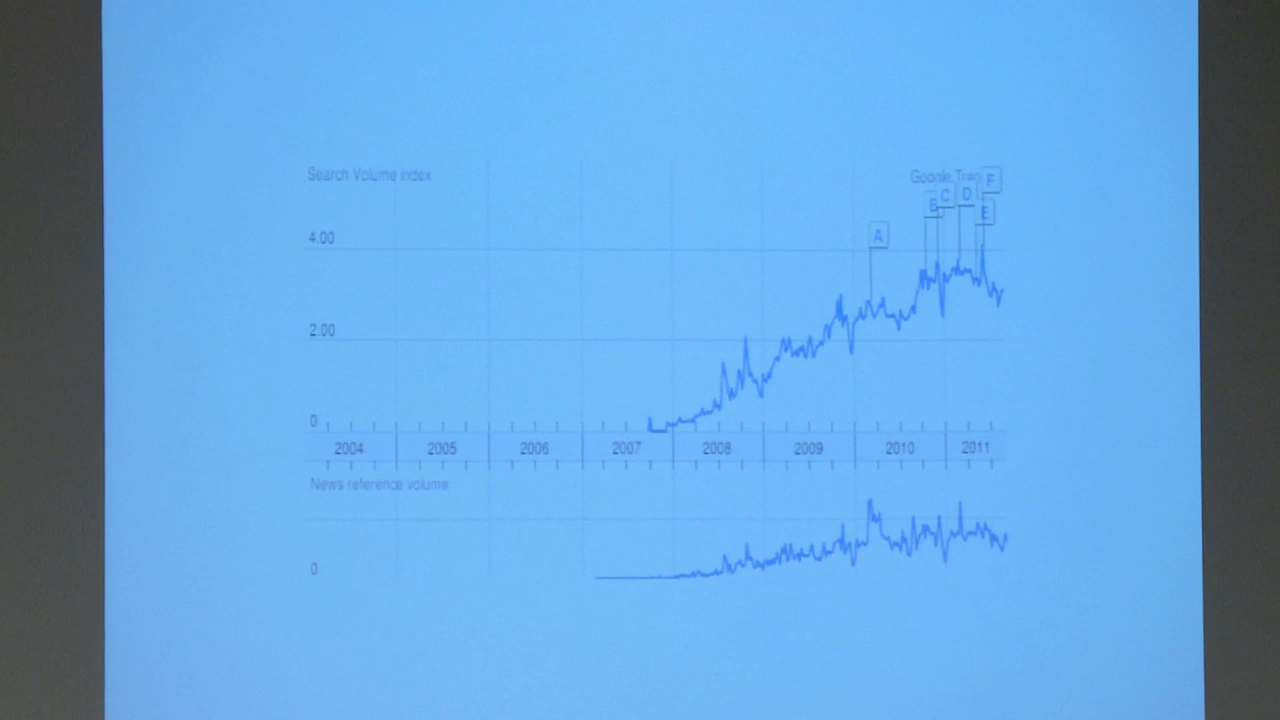 Search Volume index
Google
F
C
D
B
E
A
4.00
2.00
0
2004 2005 2006 2007 2008 2009 2010 2011
News reference volume
0